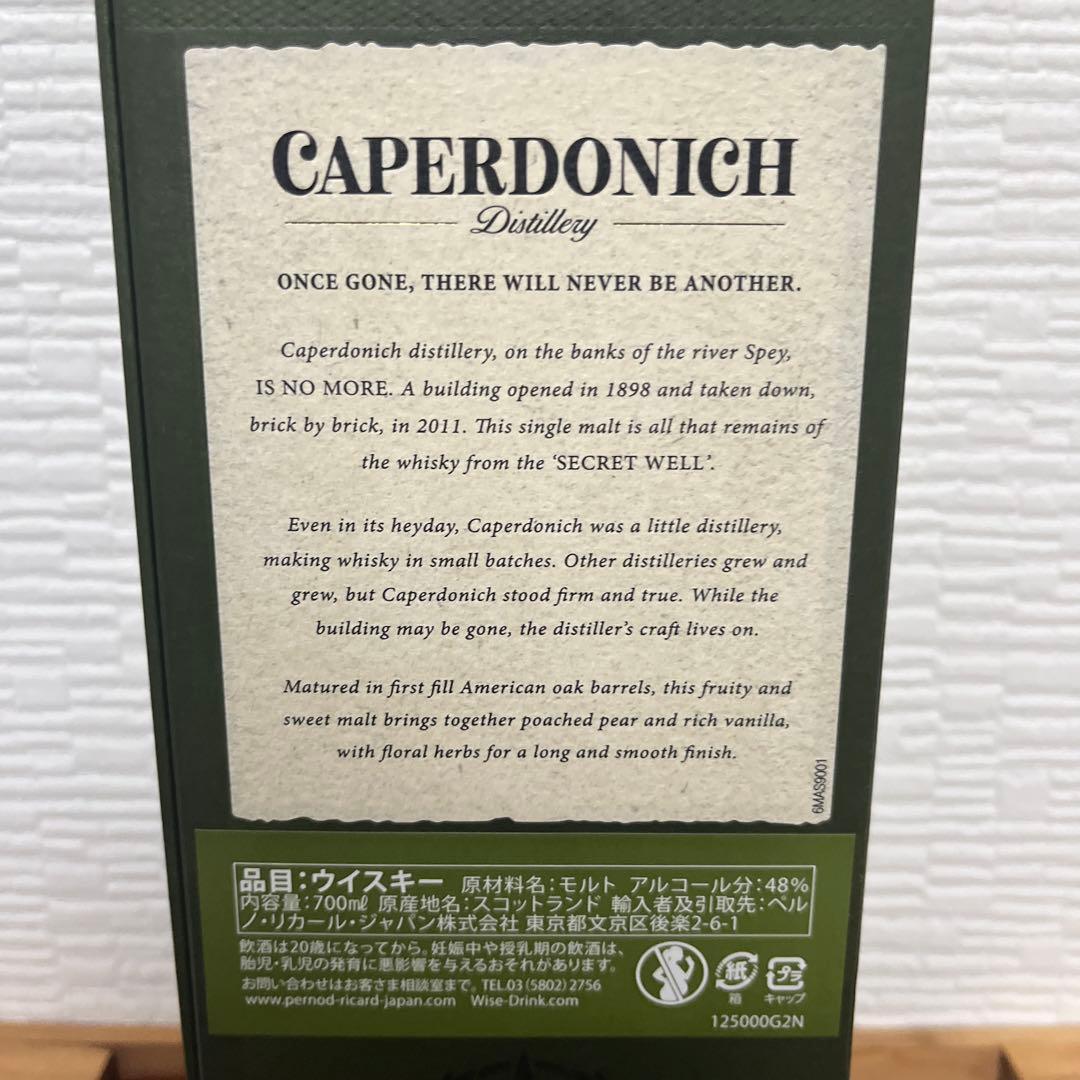 CAPERDONICH
Distillery
ONCE GONE, THERE WILL NEVER BE ANOTHER.
Caperdonich distillery, on the banks of the river Spey,
IS NO MORE. A building opened in 1898 and taken down,
brick by brick, in 2011. This single malt is all that remains of
the whisky from the ‘SECRET WELL’.
Even in its heyday, Caperdonich was a little distillery,
making whisky in small batches. Other distilleries grew and
grew, but Caperdonich stood firm and true. While the
building may be gone, the distiller’s craft lives on.
Matured in first fill American oak barrels, this fruity and
sweet malt brings together poached pear and rich vanilla,
with floral herbs for a long and smooth finish.
6MAS9001
品目:ウイスキー 原材料名:モルト アルコール分:48%
内容量:700㎖ 原産地名:スコットランド 輸入者及引取先:ペル
ノ・リカール・ジャパン株式会社 東京都文京区後楽2-6-1
飲酒は20歳になってから。妊娠中や授乳期の飲酒は、
胎児・乳児の発育に悪影響を与えるおそれがあります。
お問い合わせはお客さま相談室まで。TEL.03(5802)2756
www.pernod-ricard-japan.com Wise-Drink.com
紙
箱
プラ
キャップ
125000G2N